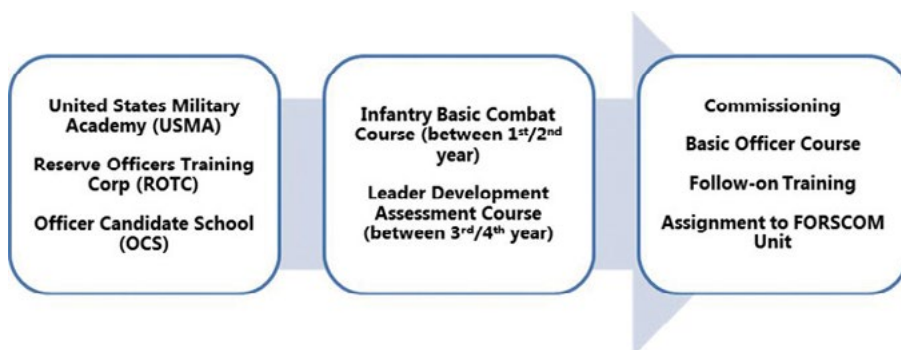 United States Military
Academy (USMA)
Reserve Officers Training
Corp (ROTC)
Officer Candidate School
(OCS)
Infantry Basic Combat
Course (between 1st/2nd
year)
Leader Development
Assessment Course
(between 3rd/4th year)
Commissioning
Basic Officer Course
Follow-on Training
Assignment to FORSCOM
Unit